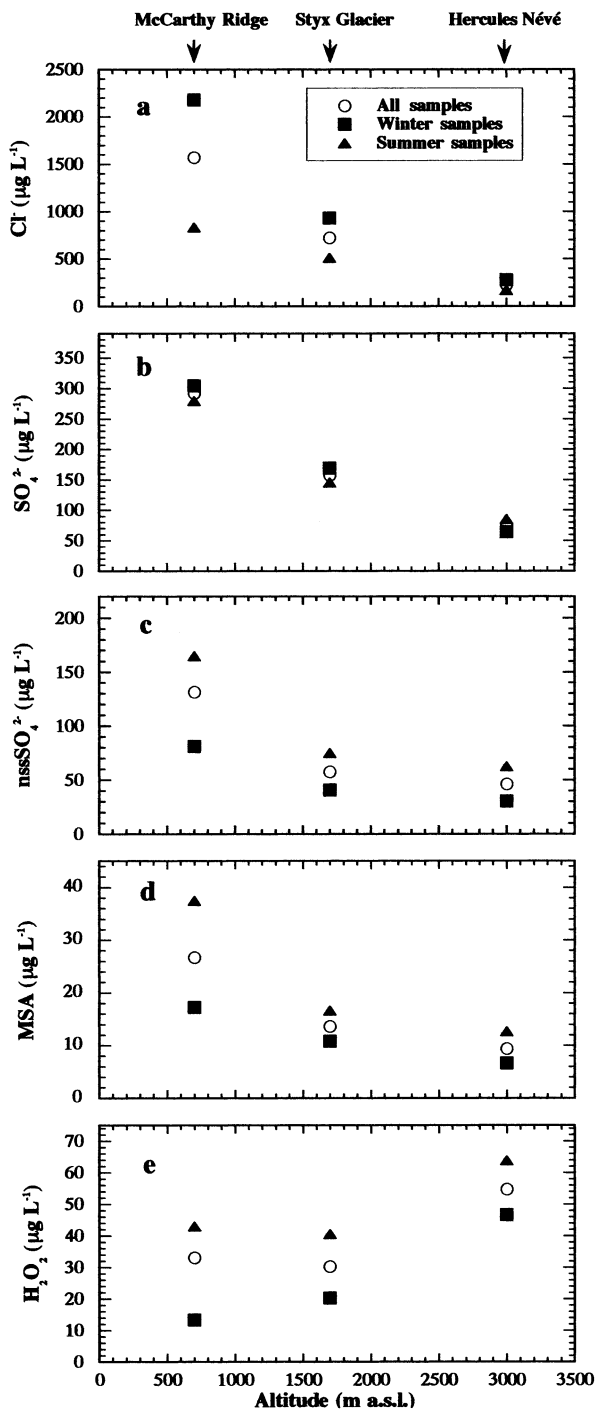 McCarthy Ridge Styx Glacier Hercules Névé
2500
2000
1500
1000
500
0
Cl⁻ (µg L⁻¹)
a
All samples
Winter samples
Summer samples
350
300
250
200
150
100
50
0
SO₄²⁻ (µg L⁻¹)
b
200
150
100
50
0
nssSO₄²⁻ (µg L⁻¹)
c
40
30
20
10
0
MSA (µg L⁻¹)
d
70
60
50
40
30
20
10
0
H₂O₂ (µg L⁻¹)
e
0 500 1000 1500 2000 2500 3000 3500
Altitude (m a.s.l.)